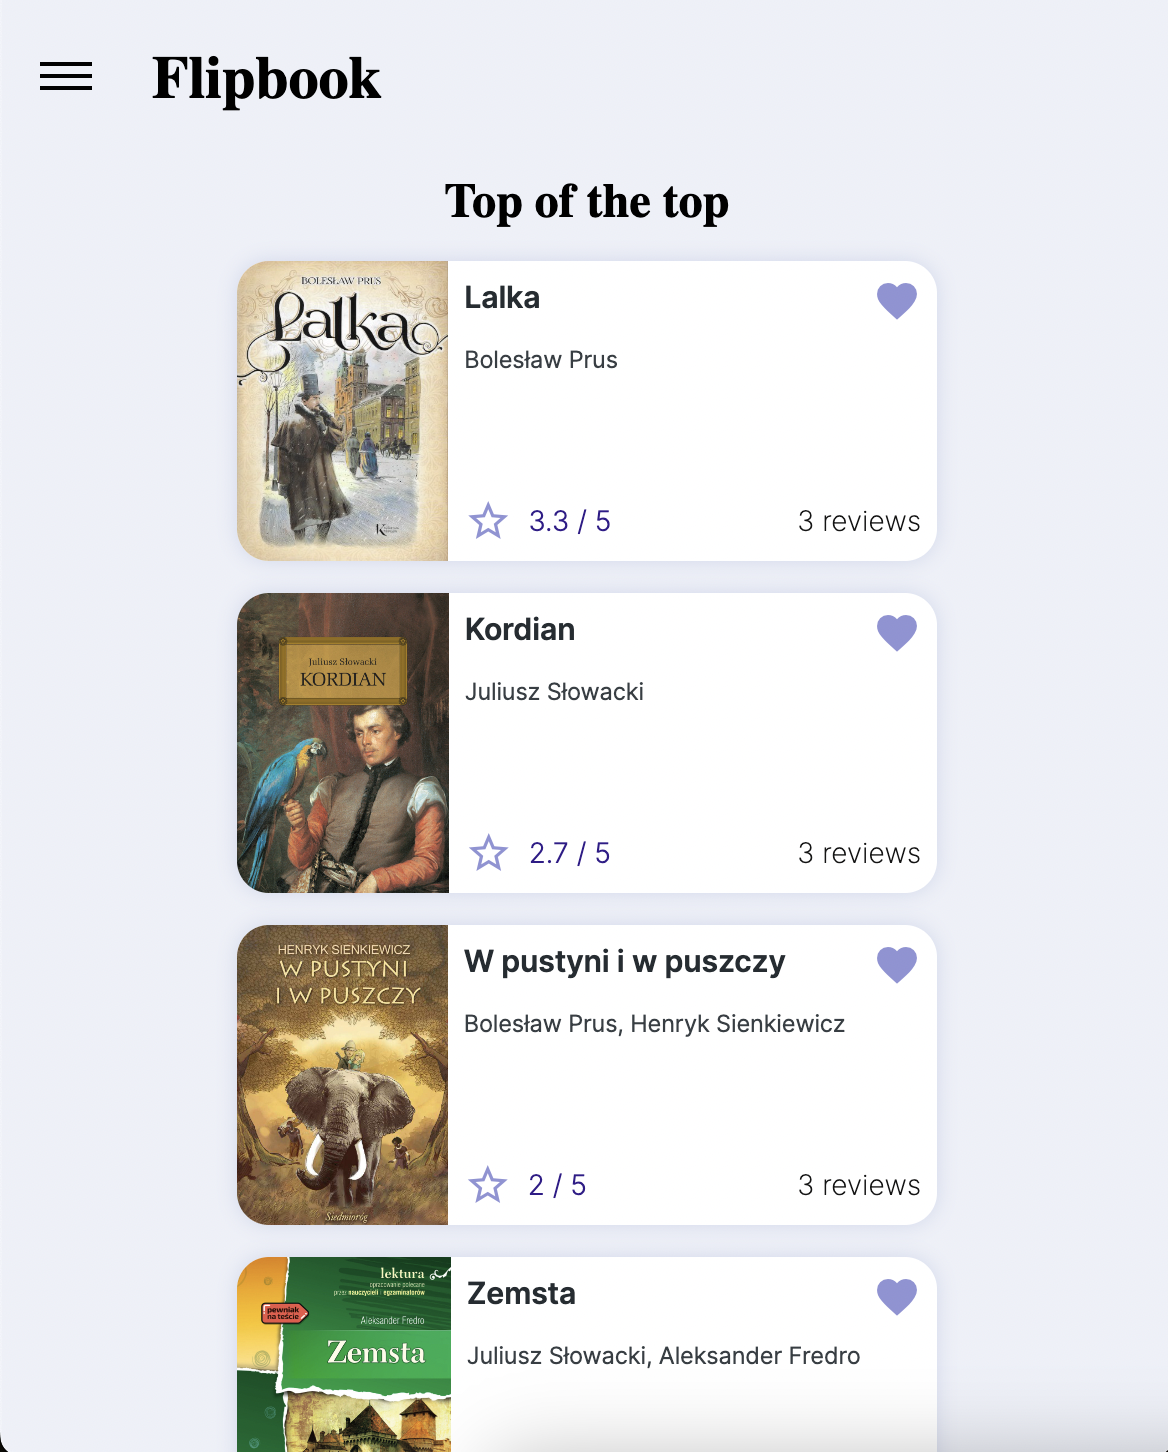 Flipbook
Top of the top
BOLESŁAW PRUS
Lalka
Lalka
Bolesław Prus
3.3 / 5
3 reviews
Juliusz Słowacki
KORDIAN
Kordian
Juliusz Słowacki
2.7 / 5
3 reviews
HENRYK SIENKIEWICZ
W PUSTYNI
I W PUSZCZY
Siedmioróg
W pustyni i w puszczy
Bolesław Prus, Henryk Sienkiewicz
2 / 5
3 reviews
lektura
opracowanie polecane
przez nauczycieli i egzaminatorów
pewniak
na teście
Aleksander Fredro
Zemsta
Zemsta
Juliusz Słowacki, Aleksander Fredro